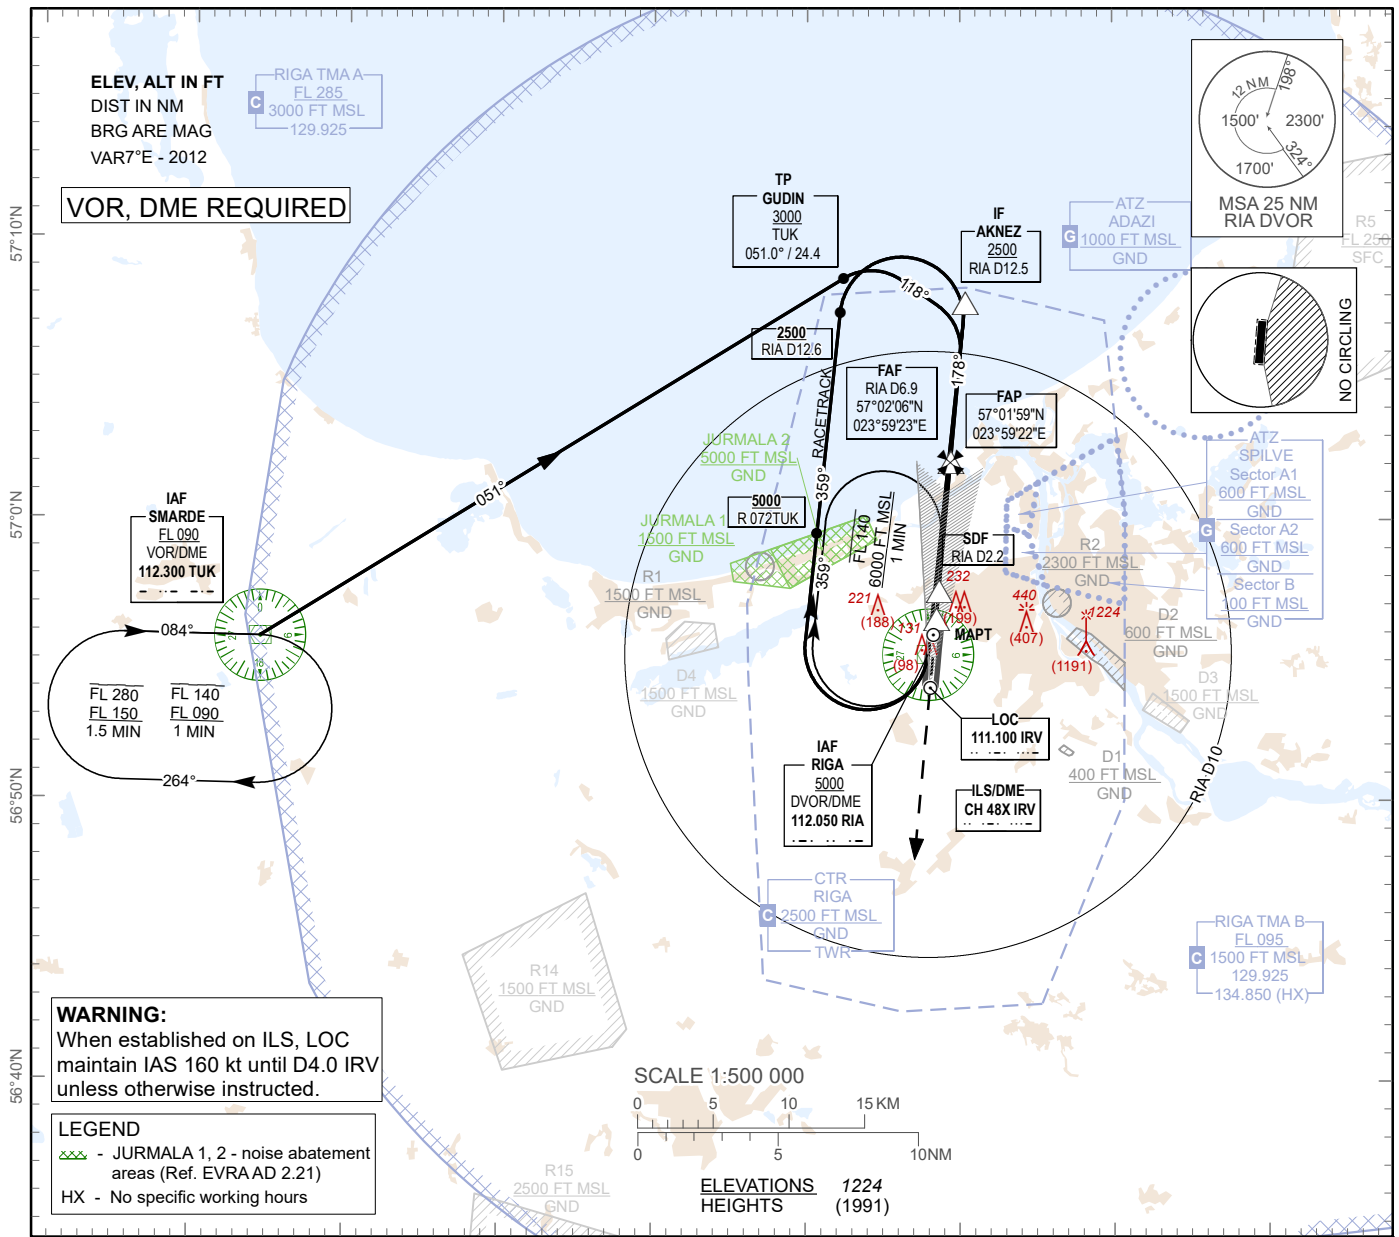 ELEV, ALT IN FT
DIST IN NM
BRG ARE MAG
VAR7°E - 2012
VOR, DME REQUIRED
RIGA TMA A
FL 285
C
3000 FT MSL
129.925
TP
GUDIN
3000
TUK
051.0° / 24.4
IF
AKNEZ
2500
RIA D12.5
ATZ
ADAZI
G
1000 FT MSL
GND
12 NM
198°
1500'
2300'
324°
1700'
MSA 25 NM
RIA DVOR
R5
FL 250
SFC
NO CIRCLING
57°10'N
57°0'N
56°50'N
56°40'N
118°
2500
RIA D12.6
178°
FAF
RIA D6.9
57°02'06"N
023°59'23"E
FAP
57°01'59"N
023°59'22"E
RACETRACK
359°
359°
JURMALA 2
5000 FT MSL
GND
5000
R 072TUK
JURMALA 1
1500 FT MSL
GND
051°
FL 140
6000 FT MSL
1 MIN
SDF
RIA D2.2
ATZ
SPILVE
Sector A1
600 FT MSL
GND
G
Sector A2
600 FT MSL
GND
Sector B
100 FT MSL
GND
R2
2300 FT MSL
GND
IAF
SMARDE
FL 090
VOR/DME
112.300 TUK
R1
1500 FT MSL
GND
221
(188)
232
(199)
131
(98)
440
(407)
1224
(1191)
MAPT
D2
600 FT MSL
GND
D3
1500 FT MSL
GND
D4
1500 FT MSL
GND
D1
400 FT MSL
GND
0
6
18
27
27
6
084°
FL 280
FL 150
1.5 MIN
FL 140
FL 090
1 MIN
264°
LOC
111.100 IRV
IAF
RIGA
5000
DVOR/DME
112.050 RIA
ILS/DME
CH 48X IRV
RIA D10
CTR
RIGA
C
2500 FT MSL
GND
TWR
RIGA TMA B
FL 095
C
1500 FT MSL
129.925
134.850 (HX)
R14
1500 FT MSL
GND
WARNING:
When established on ILS, LOC
maintain IAS 160 kt until D4.0 IRV
unless otherwise instructed.
LEGEND
- JURMALA 1, 2 - noise abatement
areas (Ref. EVRA AD 2.21)
HX - No specific working hours
SCALE 1:500 000
0 5 10 15 KM
0 5 10NM
R15
2500 FT MSL
GND
ELEVATIONS 1224
HEIGHTS (1991)